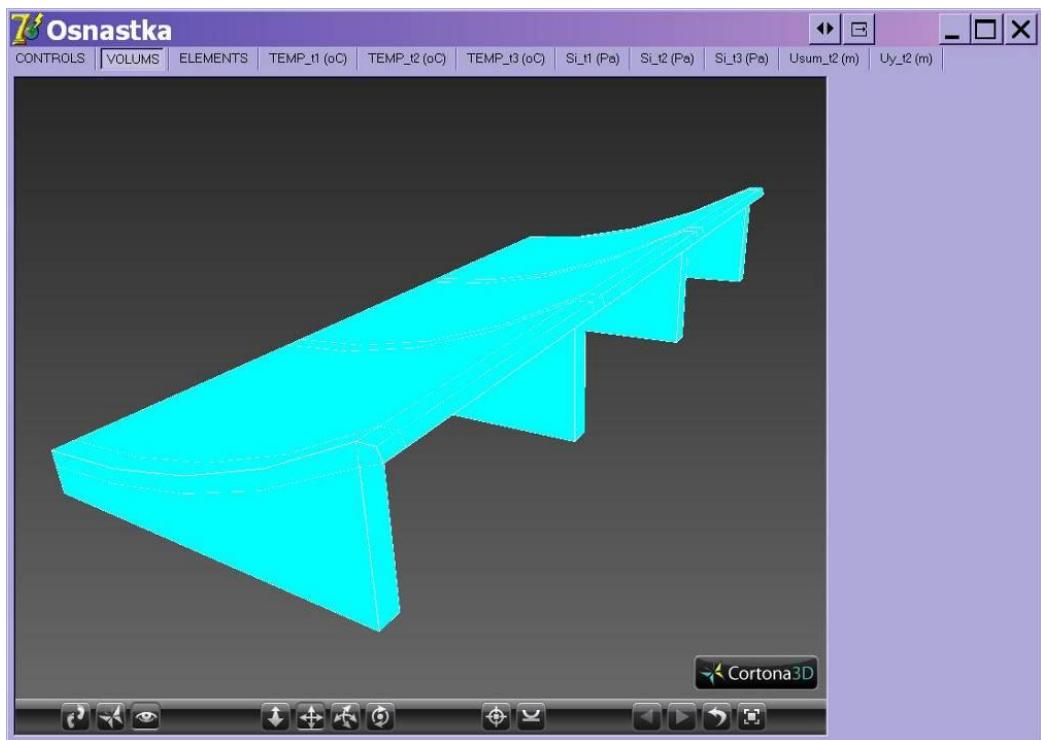 Osnastka
CONTROLS VOLUMS ELEMENTS TEMP_t1 (oC) TEMP_t2 (oC) TEMP_t3 (oC) Si_t1 (Pa) Si_t2 (Pa) Si_t3 (Pa) Usum_t2 (m) Uy_t2 (m)
Cortona3D